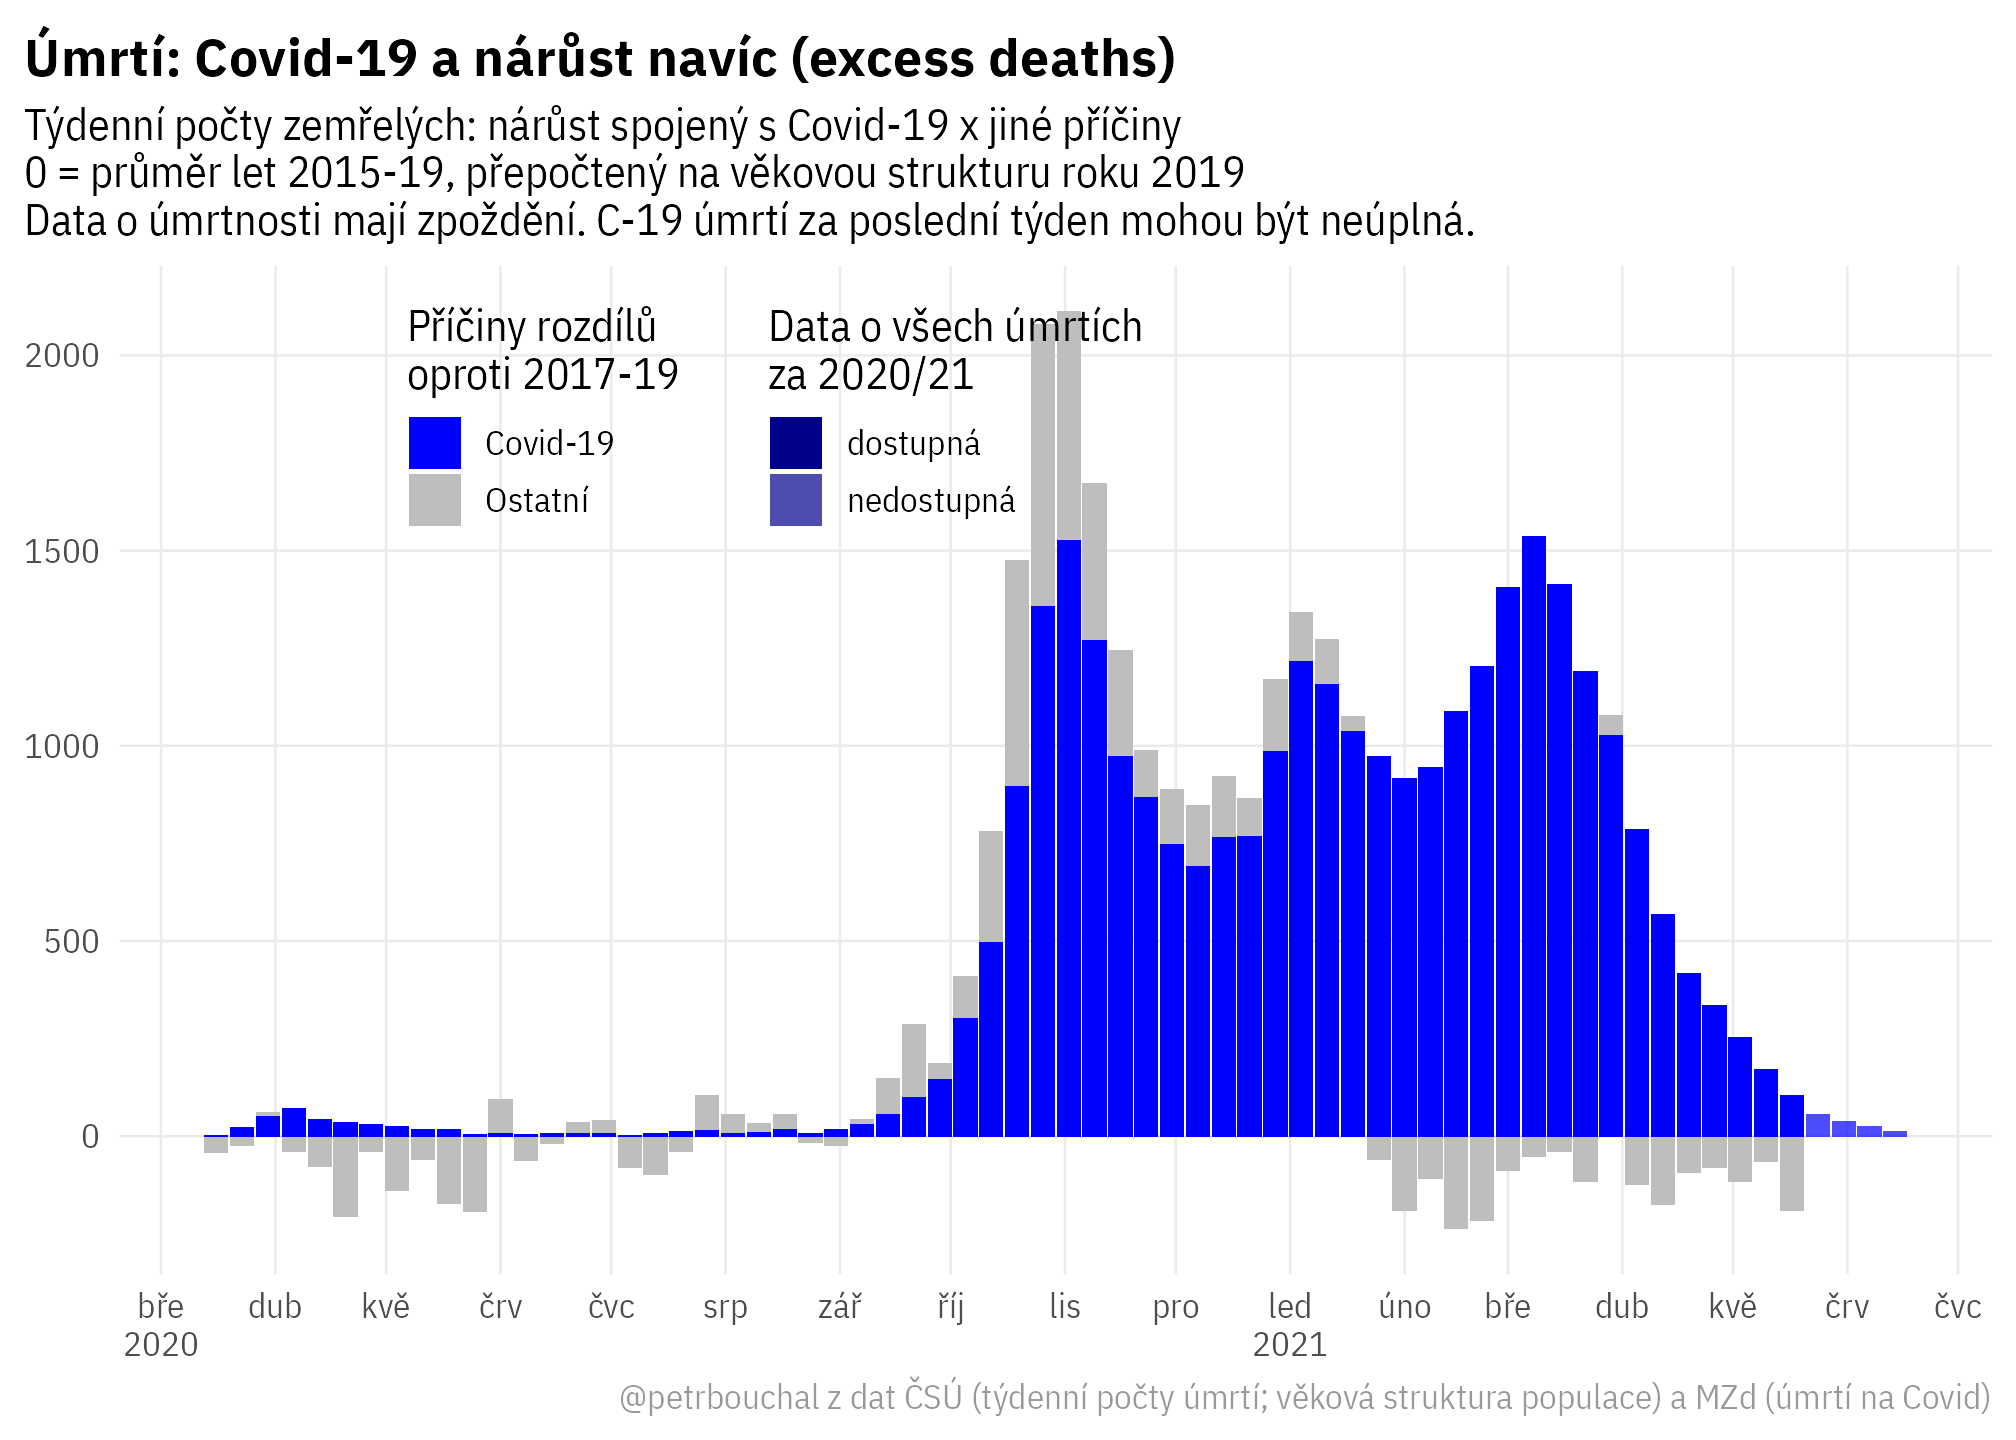 Úmrtí: Covid-19 a nárůst navíc (excess deaths)
Týdenní počty zemřelých: nárůst spojený s Covid-19 x jiné příčiny
0 = průměr let 2015-19, přepočtený na věkovou strukturu roku 2019
Data o úmrtnosti mají zpoždění. C-19 úmrtí za poslední týden mohou být neúplná.
Příčiny rozdílů
oproti 2017-19
Covid-19
Ostatní
Data o všech úmrtích
za 2020/21
dostupná
nedostupná
2000
1500
1000
500
0
bře dub kvě črv čvc srp zář říj lis pro led úno bře dub kvě črv čvc
2020 2021
@petrbouchal z dat ČSÚ (týdenní počty úmrtí; věková struktura populace) a MZd (úmrtí na Covid)